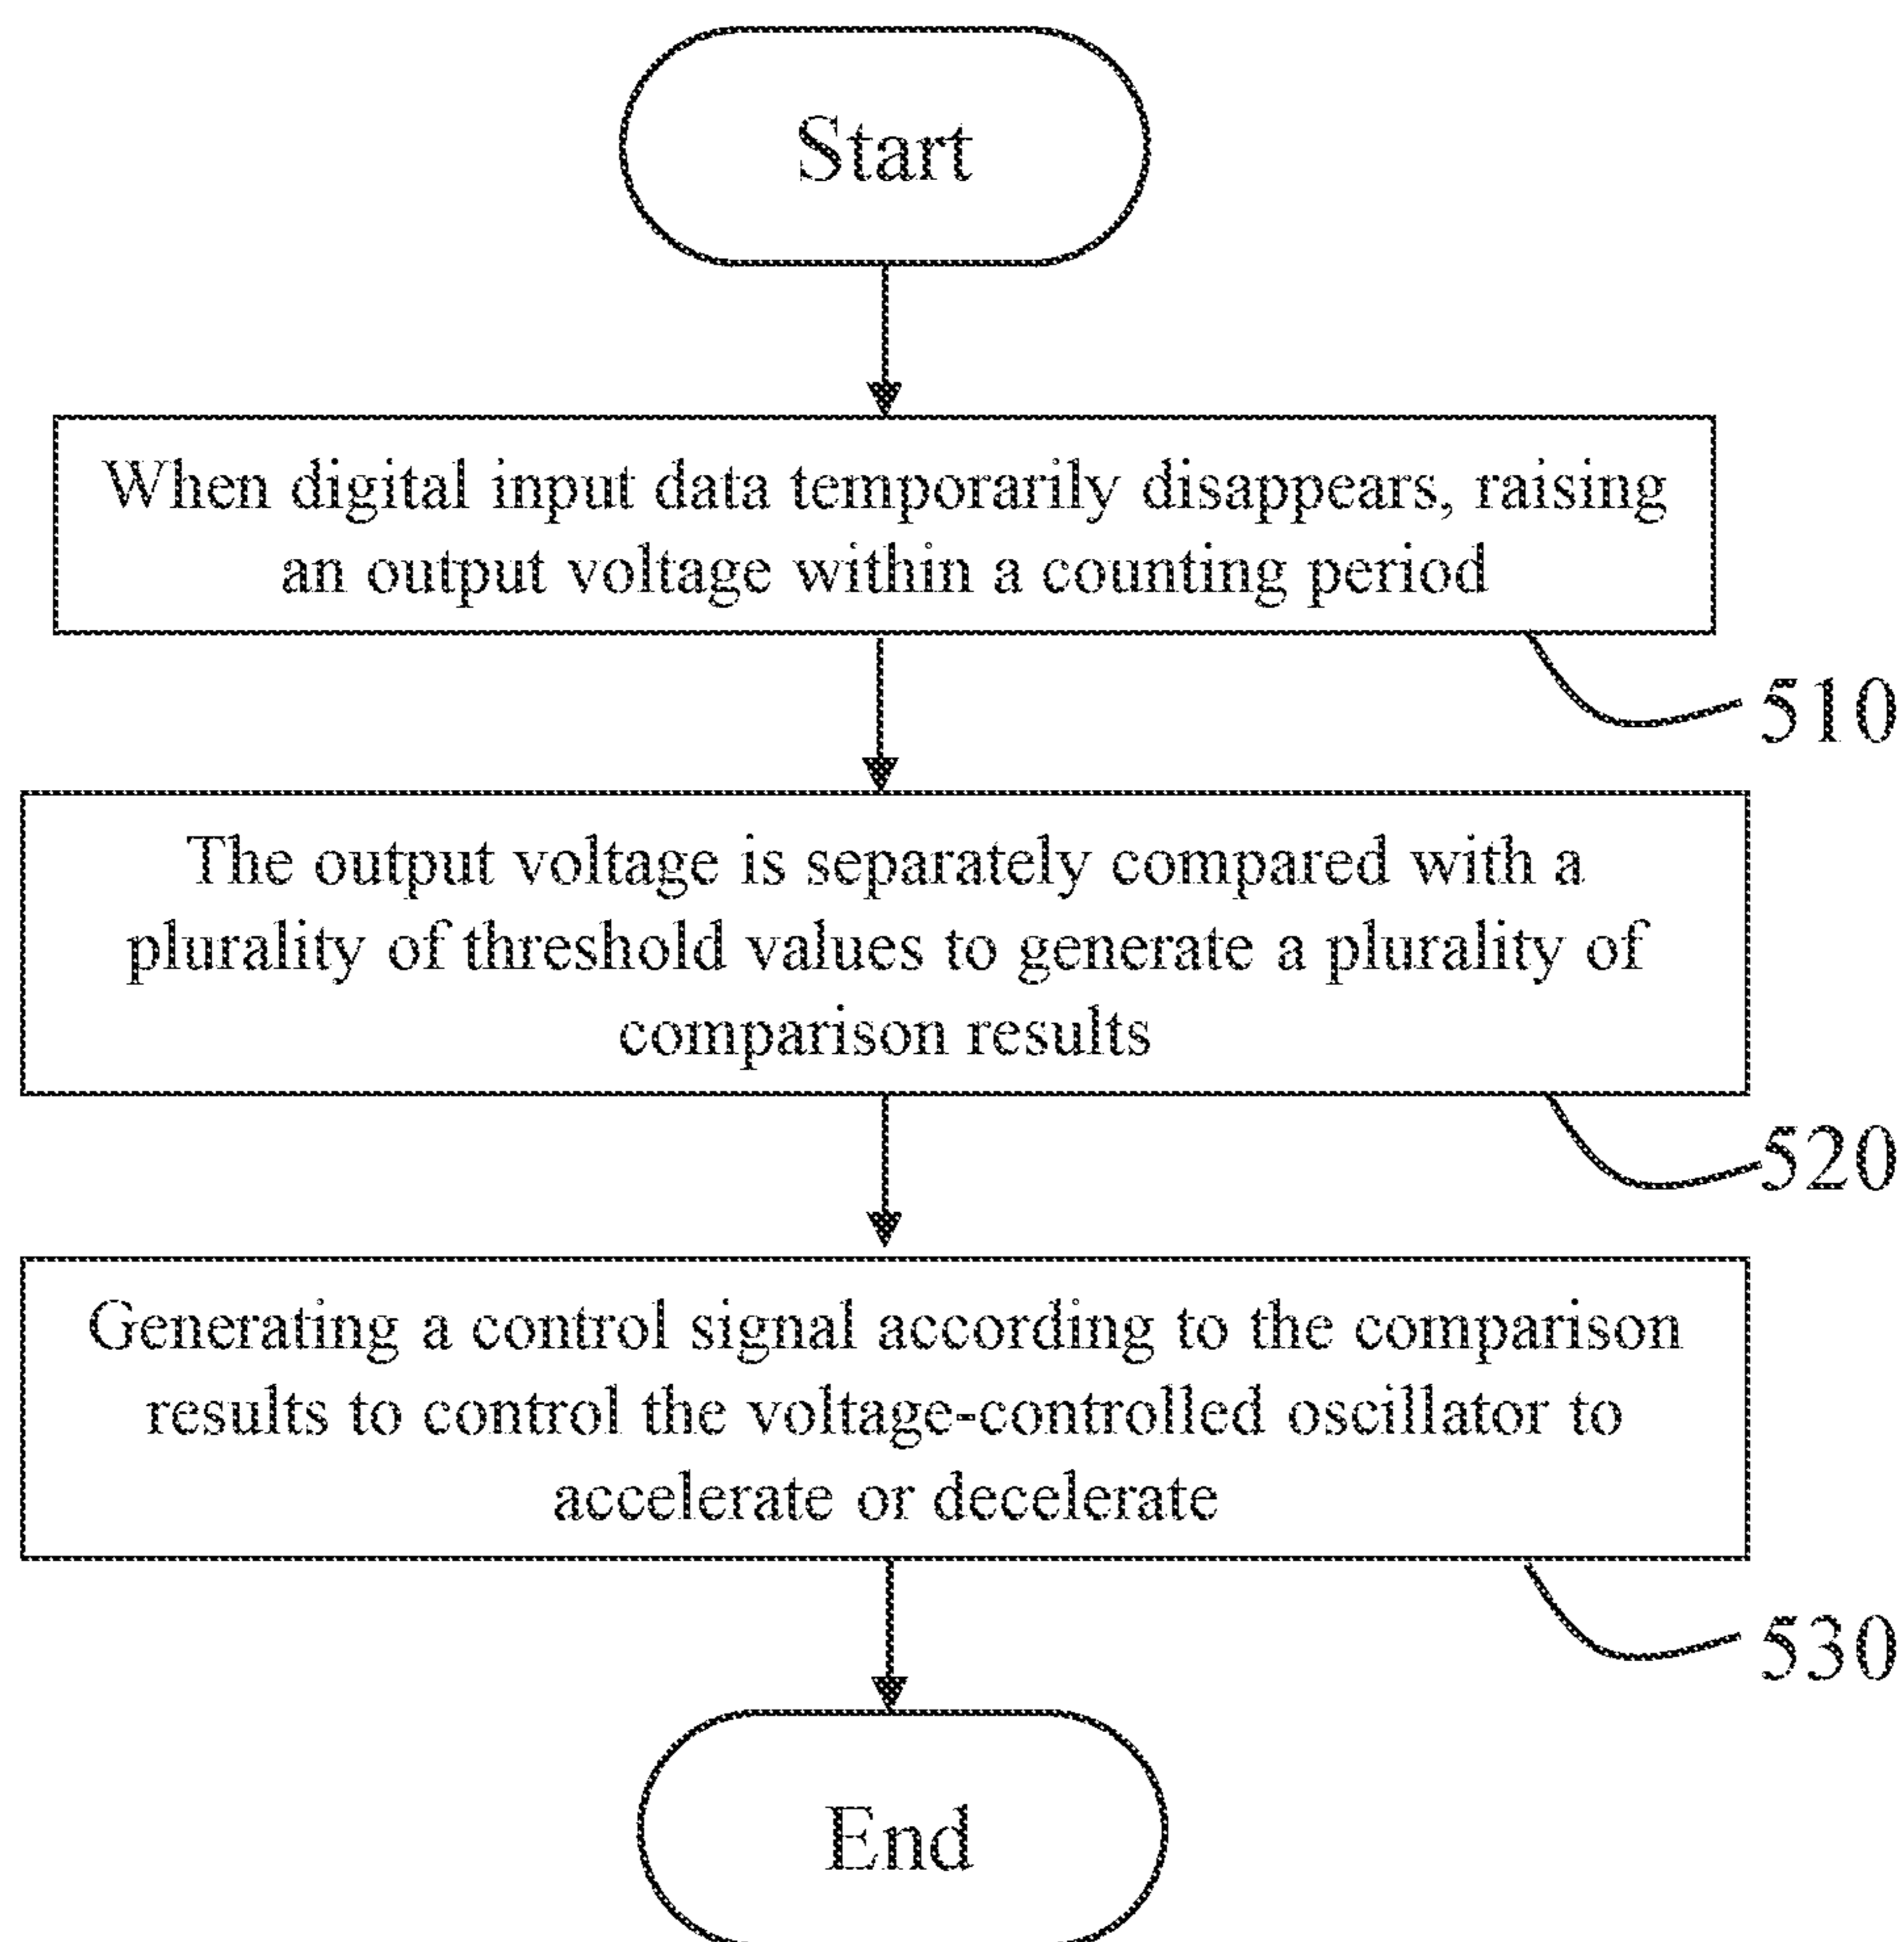 Start
When digital input data temporarily disappears, raising
an output voltage within a counting period
510
The output voltage is separately compared with a
plurality of threshold values to generate a plurality of
comparison results
520
Generating a control signal according to the comparison
results to control the voltage-controlled oscillator to
accelerate or decelerate
530
End